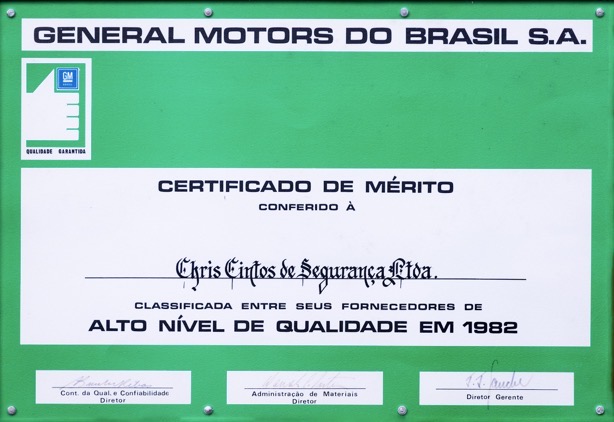 GENERAL MOTORS DO BRASIL S.A.
GM
QUALIDADE GARANTIDA
CERTIFICADO DE MÉRITO
CONFERIDO À
Chris Cintos de Segurança Ltda.
CLASSIFICADA ENTRE SEUS FORNECEDORES DE
ALTO NÍVEL DE QUALIDADE EM 1982
Cont. da Qual. e Confiabilidade
Diretor
Administração de Materiais
Diretor
Diretor Gerente